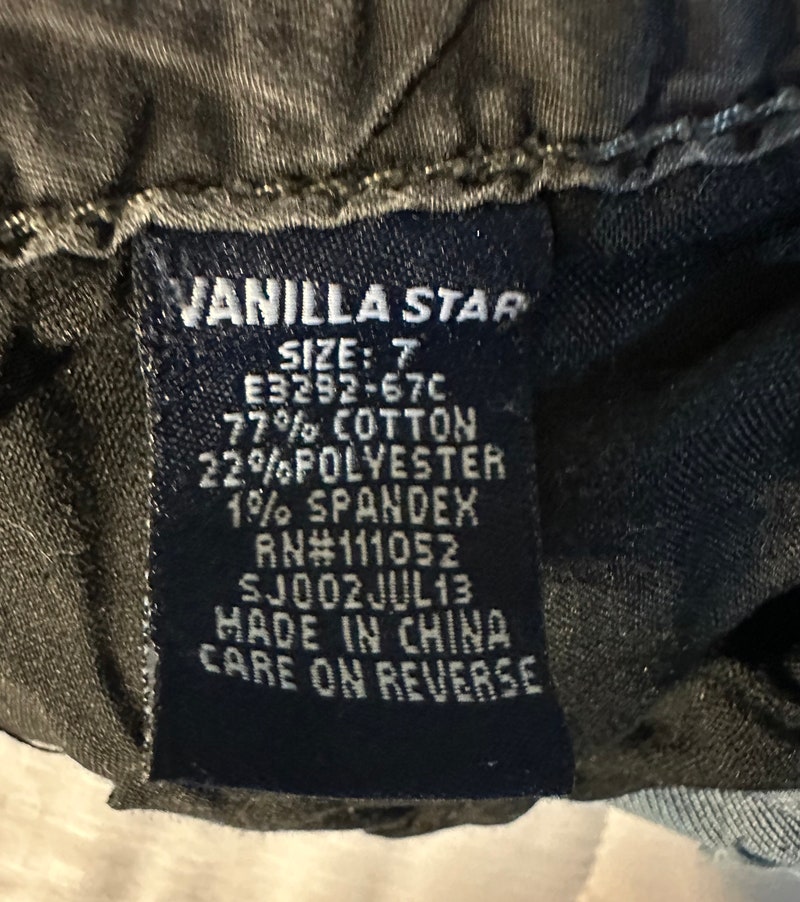 VANILLA STAR
SIZE: 7
E3292-67C
77% COTTON
22% POLYESTER
1% SPANDEX
RN#111052
SJ002JUL13
MADE IN CHINA
CARE ON REVERSE